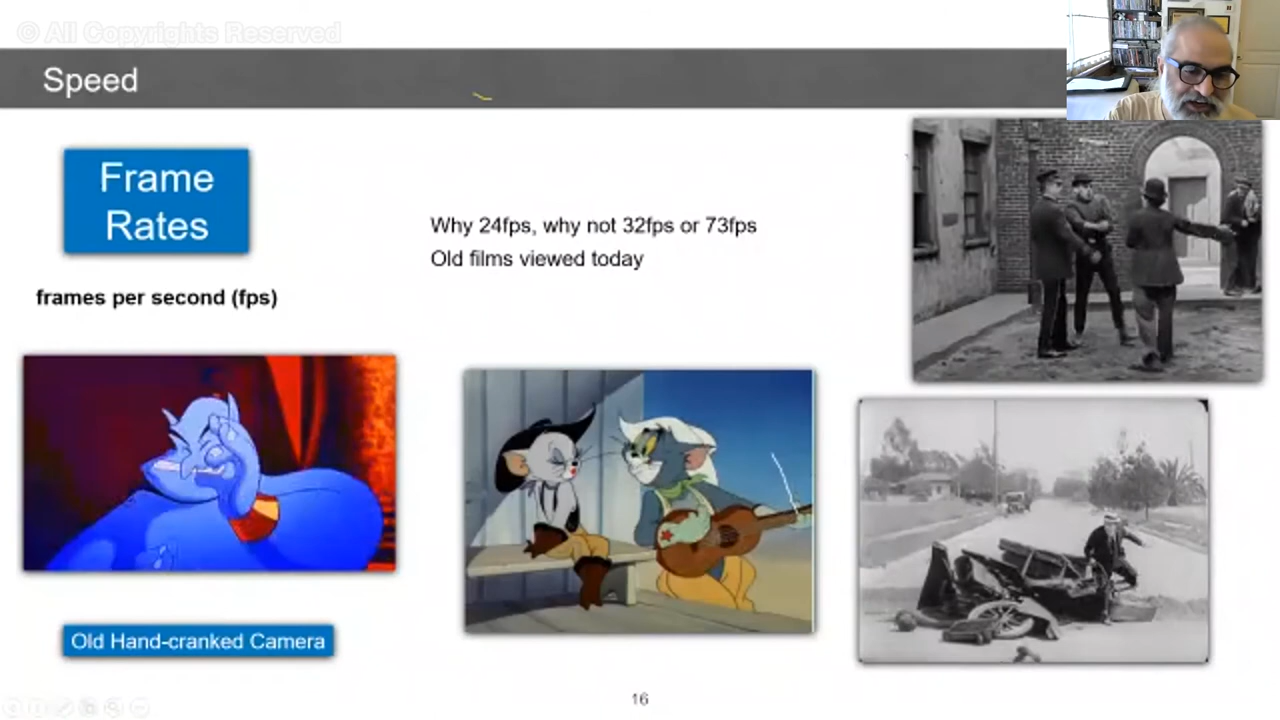 © All Copyrights Reserved
Speed
Frame
Rates
Why 24fps, why not 32fps or 73fps
Old films viewed today
frames per second (fps)
Old Hand-cranked Camera
16